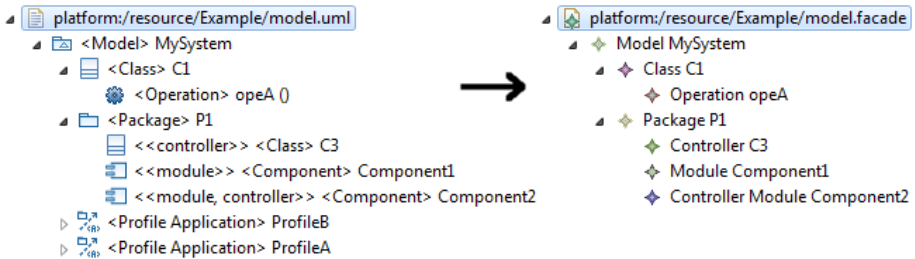 platform:/resource/Example/model.uml
<Model> MySystem
<Class> C1
<Operation> opeA ()
<Package> P1
<<controller>> <Class> C3
<<module>> <Component> Component1
<<module, controller>> <Component> Component2
<Profile Application> ProfileB
<Profile Application> ProfileA
platform:/resource/Example/model.facade
Model MySystem
Class C1
Operation opeA
Package P1
Controller C3
Module Component1
Controller Module Component2